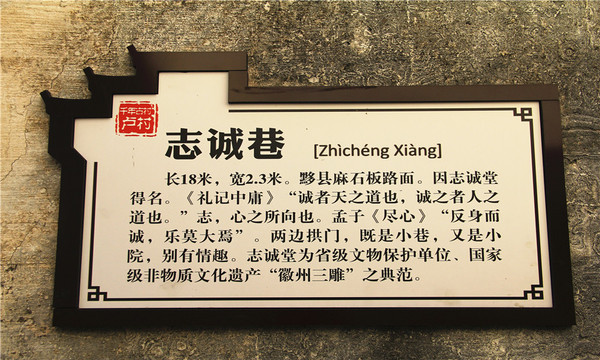 千年古村
卢村
志诚巷 [Zhìchéng Xiàng]
长18米，宽2.3米。黟县麻石板路面。因志诚堂
得名。《礼记中庸》“诚者天之道也，诚之者人之
道也。”志，心之所向也。孟子《尽心》“反身而
诚，乐莫大焉”。两边拱门，既是小巷，又是小
院，别有情趣。志诚堂为省级文物保护单位、国家
级非物质文化遗产“徽州三雕”之典范。